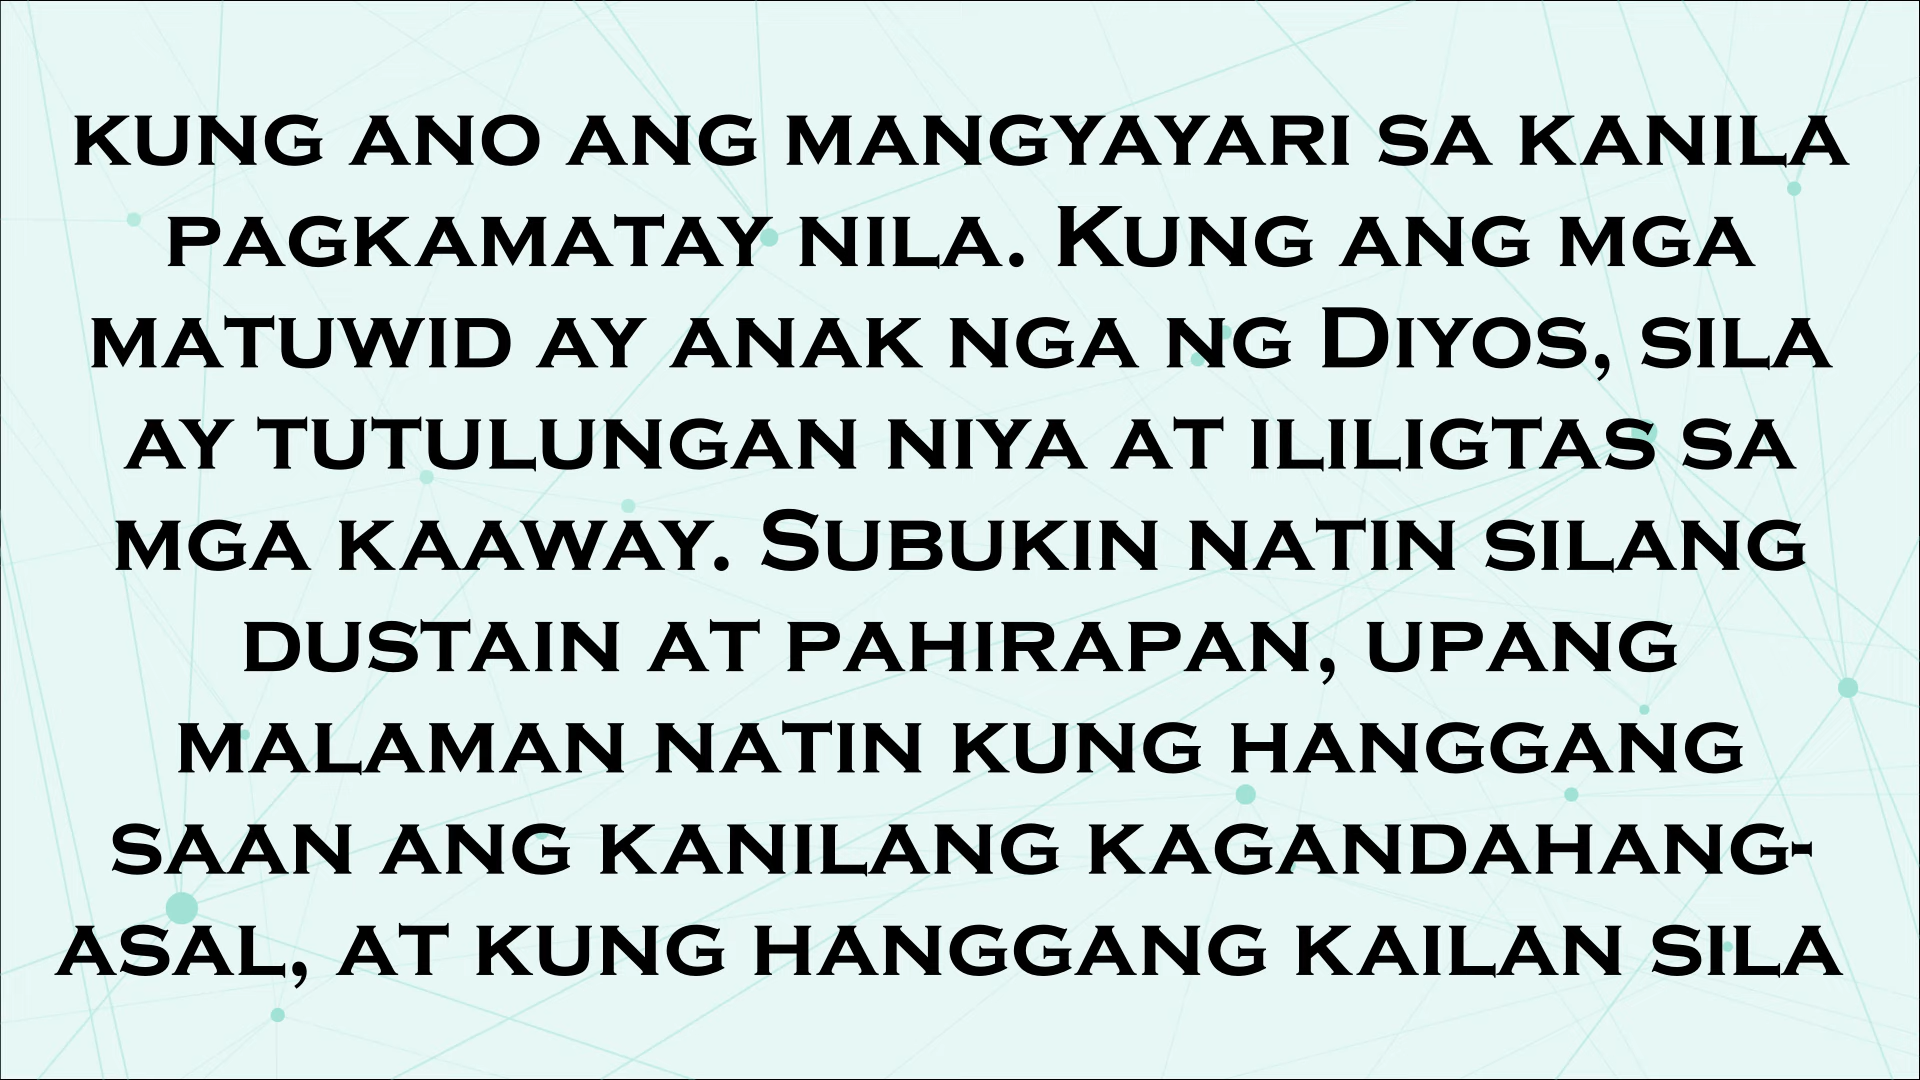 kung ano ang mangyayari sa kanila
pagkamatay nila. Kung ang mga
matuwid ay anak nga ng Diyos, sila
ay tutulungan niya at ililigtas sa
mga kaaway. Subukin natin silang
dustain at pahirapan, upang
malaman natin kung hanggang
saan ang kanilang kagandahang-
asal, at kung hanggang kailan sila